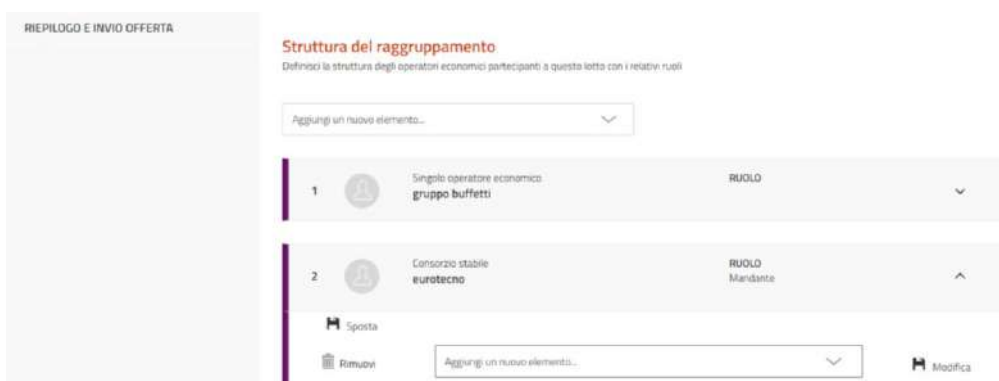 RIEPILOGO E INVIO OFFERTA
Struttura del raggruppamento
Definisci la struttura degli operatori economici partecipanti a questo lotto con i relativi ruoli
Aggiungi un nuovo elemento...
1
Singolo operatore economico
gruppo buffetti
RUOLO
2
Consorzio stabile
eurotecno
RUOLO
Mandante
Sposta
Rimuovi
Aggiungi un nuovo elemento...
Modifica